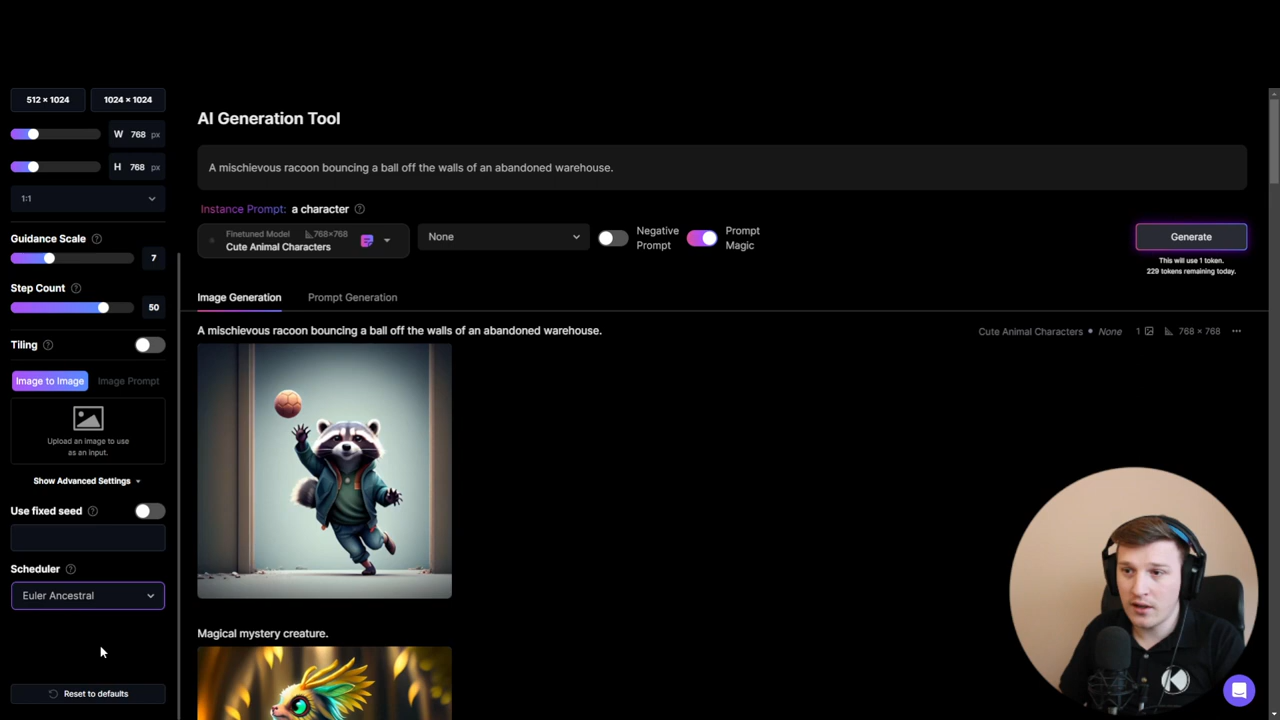 512 × 1024
1024 × 1024
W 768 px
H 768 px
1:1
Guidance Scale
7
Step Count
50
Tiling
Image to Image
Image Prompt
Upload an image to use
as an input.
Show Advanced Settings
Use fixed seed
Scheduler
Euler Ancestral
Reset to defaults
AI Generation Tool
A mischievous racoon bouncing a ball off the walls of an abandoned warehouse.
Instance Prompt: a character
Finetuned Model
768×768
Cute Animal Characters
None
Negative
Prompt
Prompt
Magic
Generate
This will use 1 token.
229 tokens remaining today.
Image Generation
Prompt Generation
A mischievous racoon bouncing a ball off the walls of an abandoned warehouse.
Cute Animal Characters • None 1 768 × 768
Magical mystery creature.